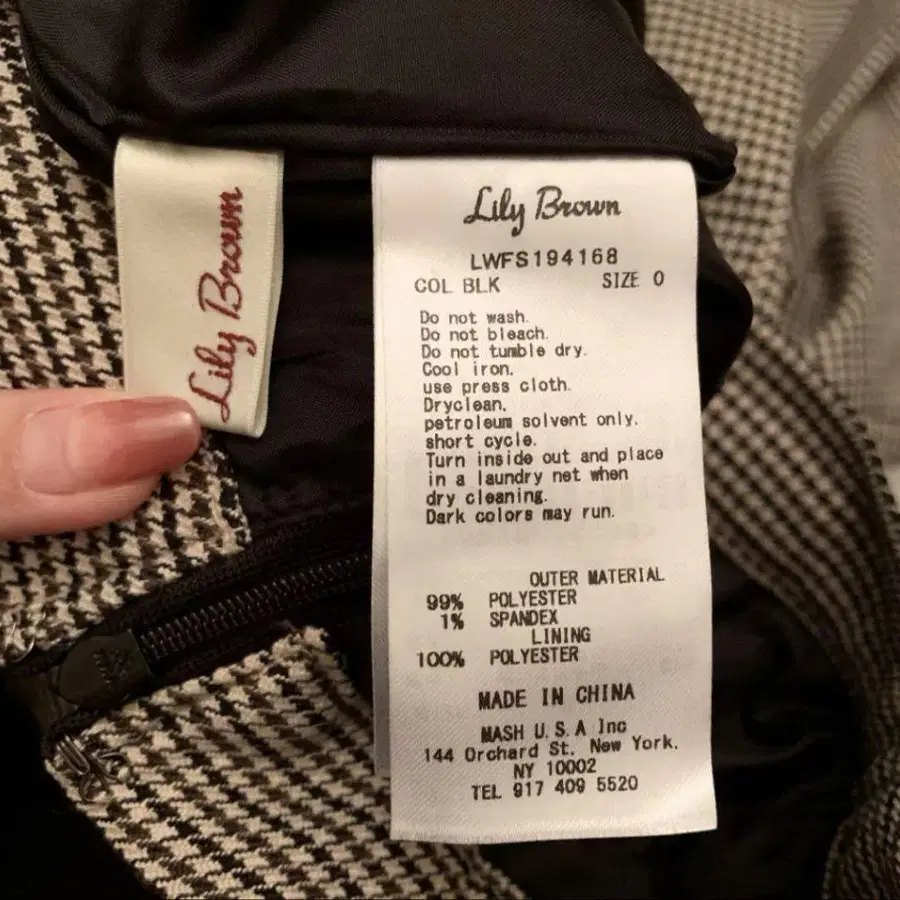 Lily Brown
Lily Brown
LWFS194168
COL BLK SIZE 0
Do not wash.
Do not bleach.
Do not tumble dry.
Cool iron.
use press cloth.
Dryclean,
petroleum solvent only.
short cycle.
Turn inside out and place
in a laundry net when
dry cleaning.
Dark colors may run.
OUTER MATERIAL
99% POLYESTER
1% SPANDEX
LINING
100% POLYESTER
MADE IN CHINA
MASH U.S.A Inc
144 Orchard St, New York,
NY 10002
TEL 917 409 5520